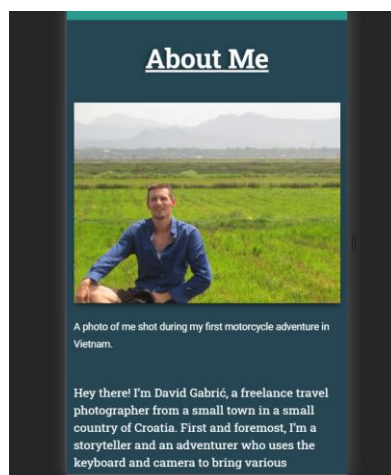 About Me
A photo of me shot during my first motorcycle adventure in
Vietnam.
Hey there! I'm David Gabrić, a freelance travel
photographer from a small town in a small
country of Croatia. First and foremost, I'm a
storyteller and an adventurer who uses the
keyboard and camera to bring various